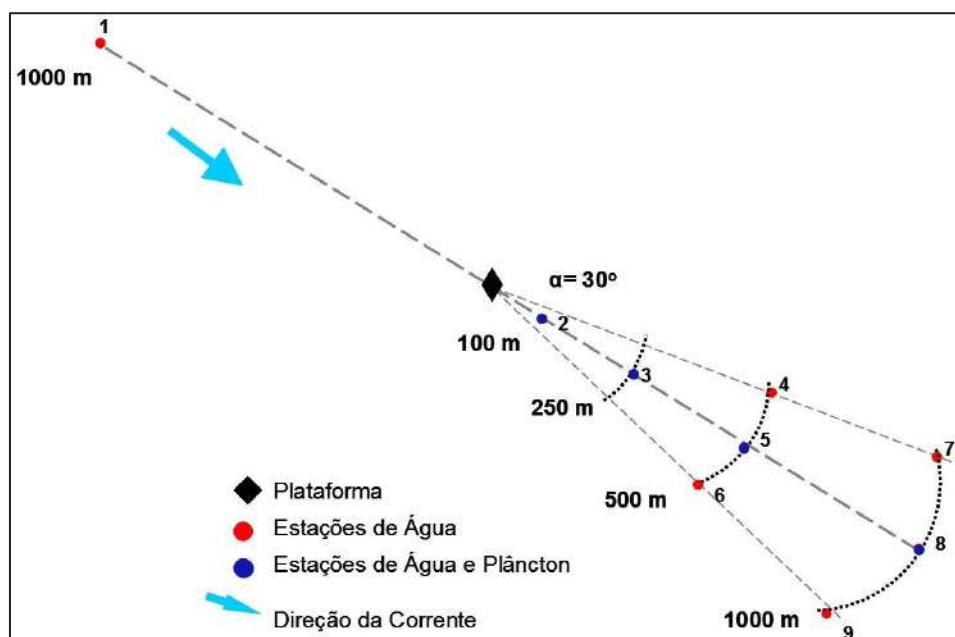 1
1000 m
α= 30º
2
100 m
3
4
250 m
5
7
6
500 m
8
1000 m
9
Plataforma
Estações de Água
Estações de Água e Plâncton
Direção da Corrente